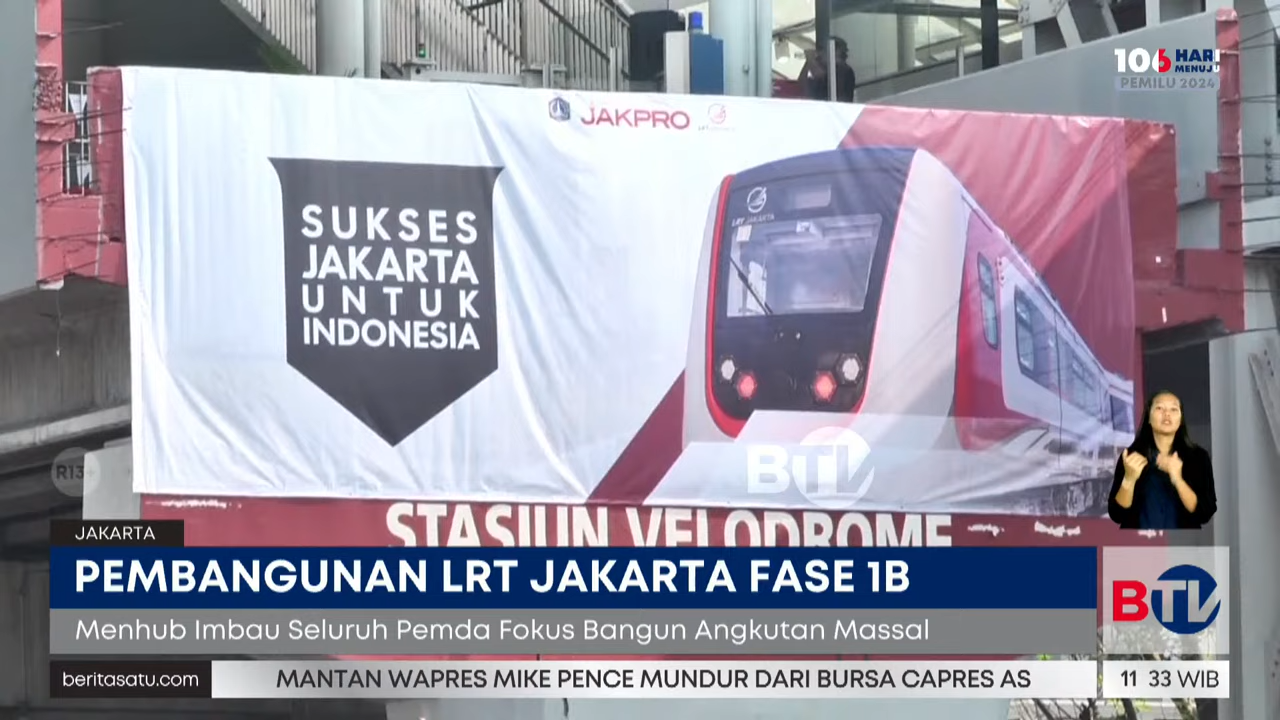 106 HARI
MENUJU
PEMILU 2024
JAKPRO
SUKSES
JAKARTA
UNTUK
INDONESIA
LRT JAKARTA
R13+
BTV
STASIUN VELODROME
JAKARTA
PEMBANGUNAN LRT JAKARTA FASE 1B
Menhub Imbau Seluruh Pemda Fokus Bangun Angkutan Massal
BTV
beritasatu.com
MANTAN WAPRES MIKE PENCE MUNDUR DARI BURSA CAPRES AS
11 33 WIB